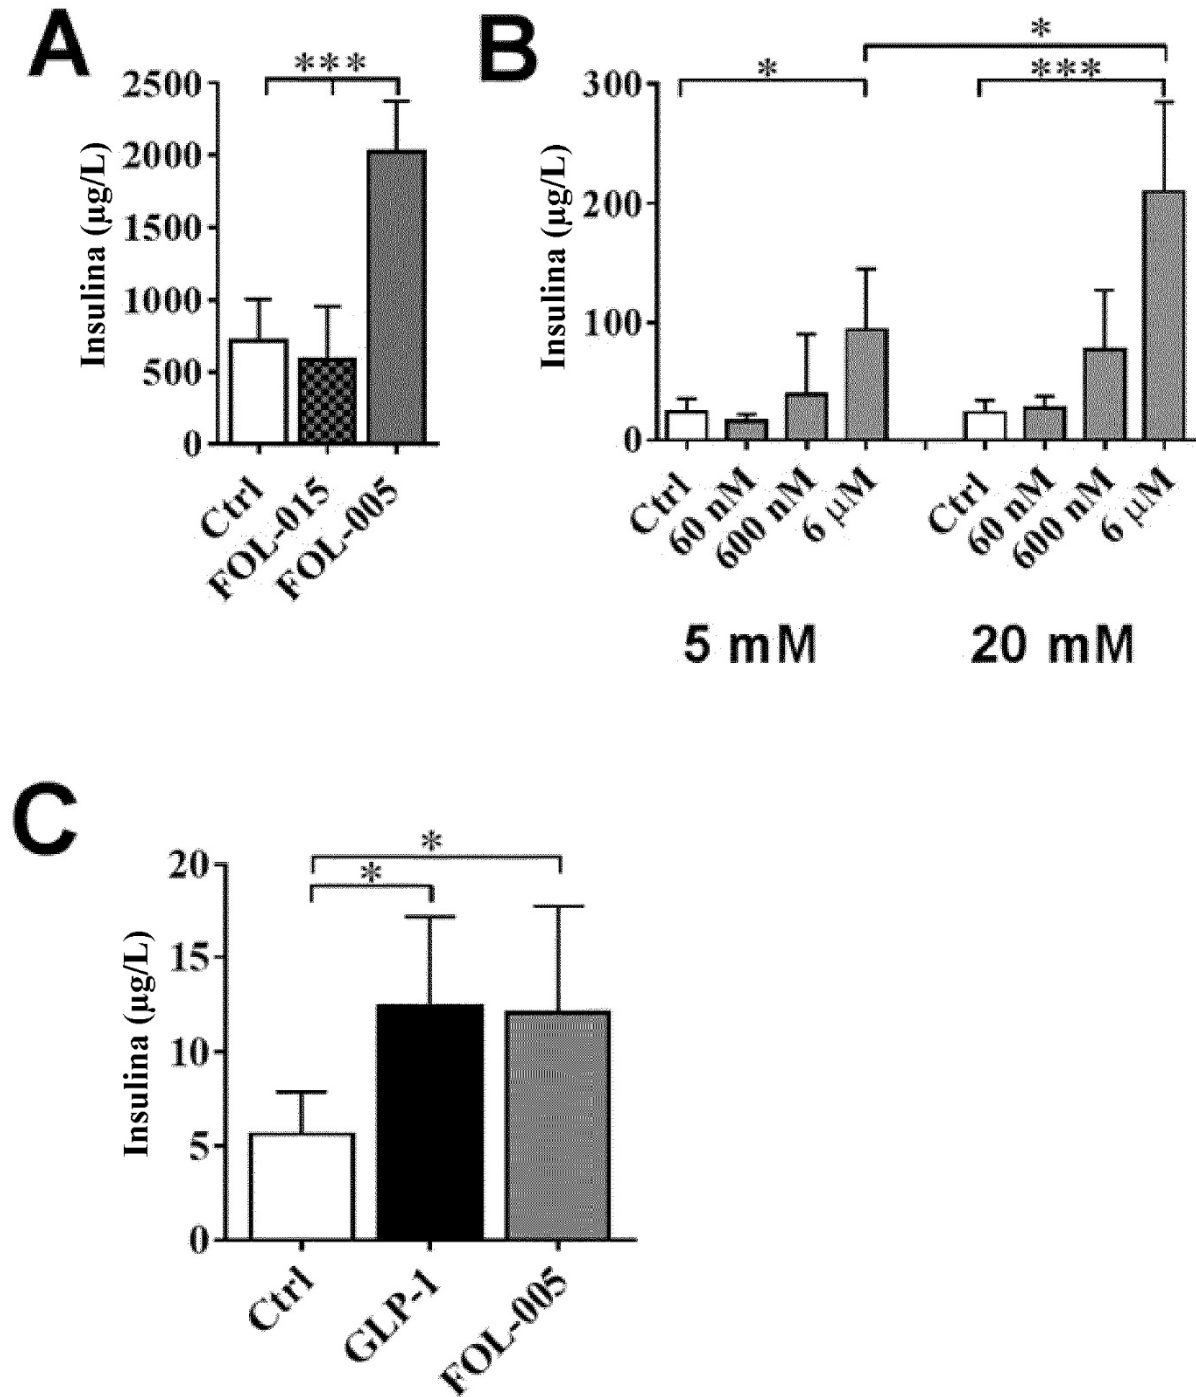 A
***
2500
2000
1500
1000
500
0
Insulina (µg/L)
Ctrl
FOL-015
FOL-005
B
*
*
***
300
200
100
0
Insulina (µg/L)
Ctrl
60 nM
600 nM
6 µM
Ctrl
60 nM
600 nM
6 µM
5 mM
20 mM
C
*
*
20
15
10
5
0
Insulina (µg/L)
Ctrl
GLP-1
FOL-005